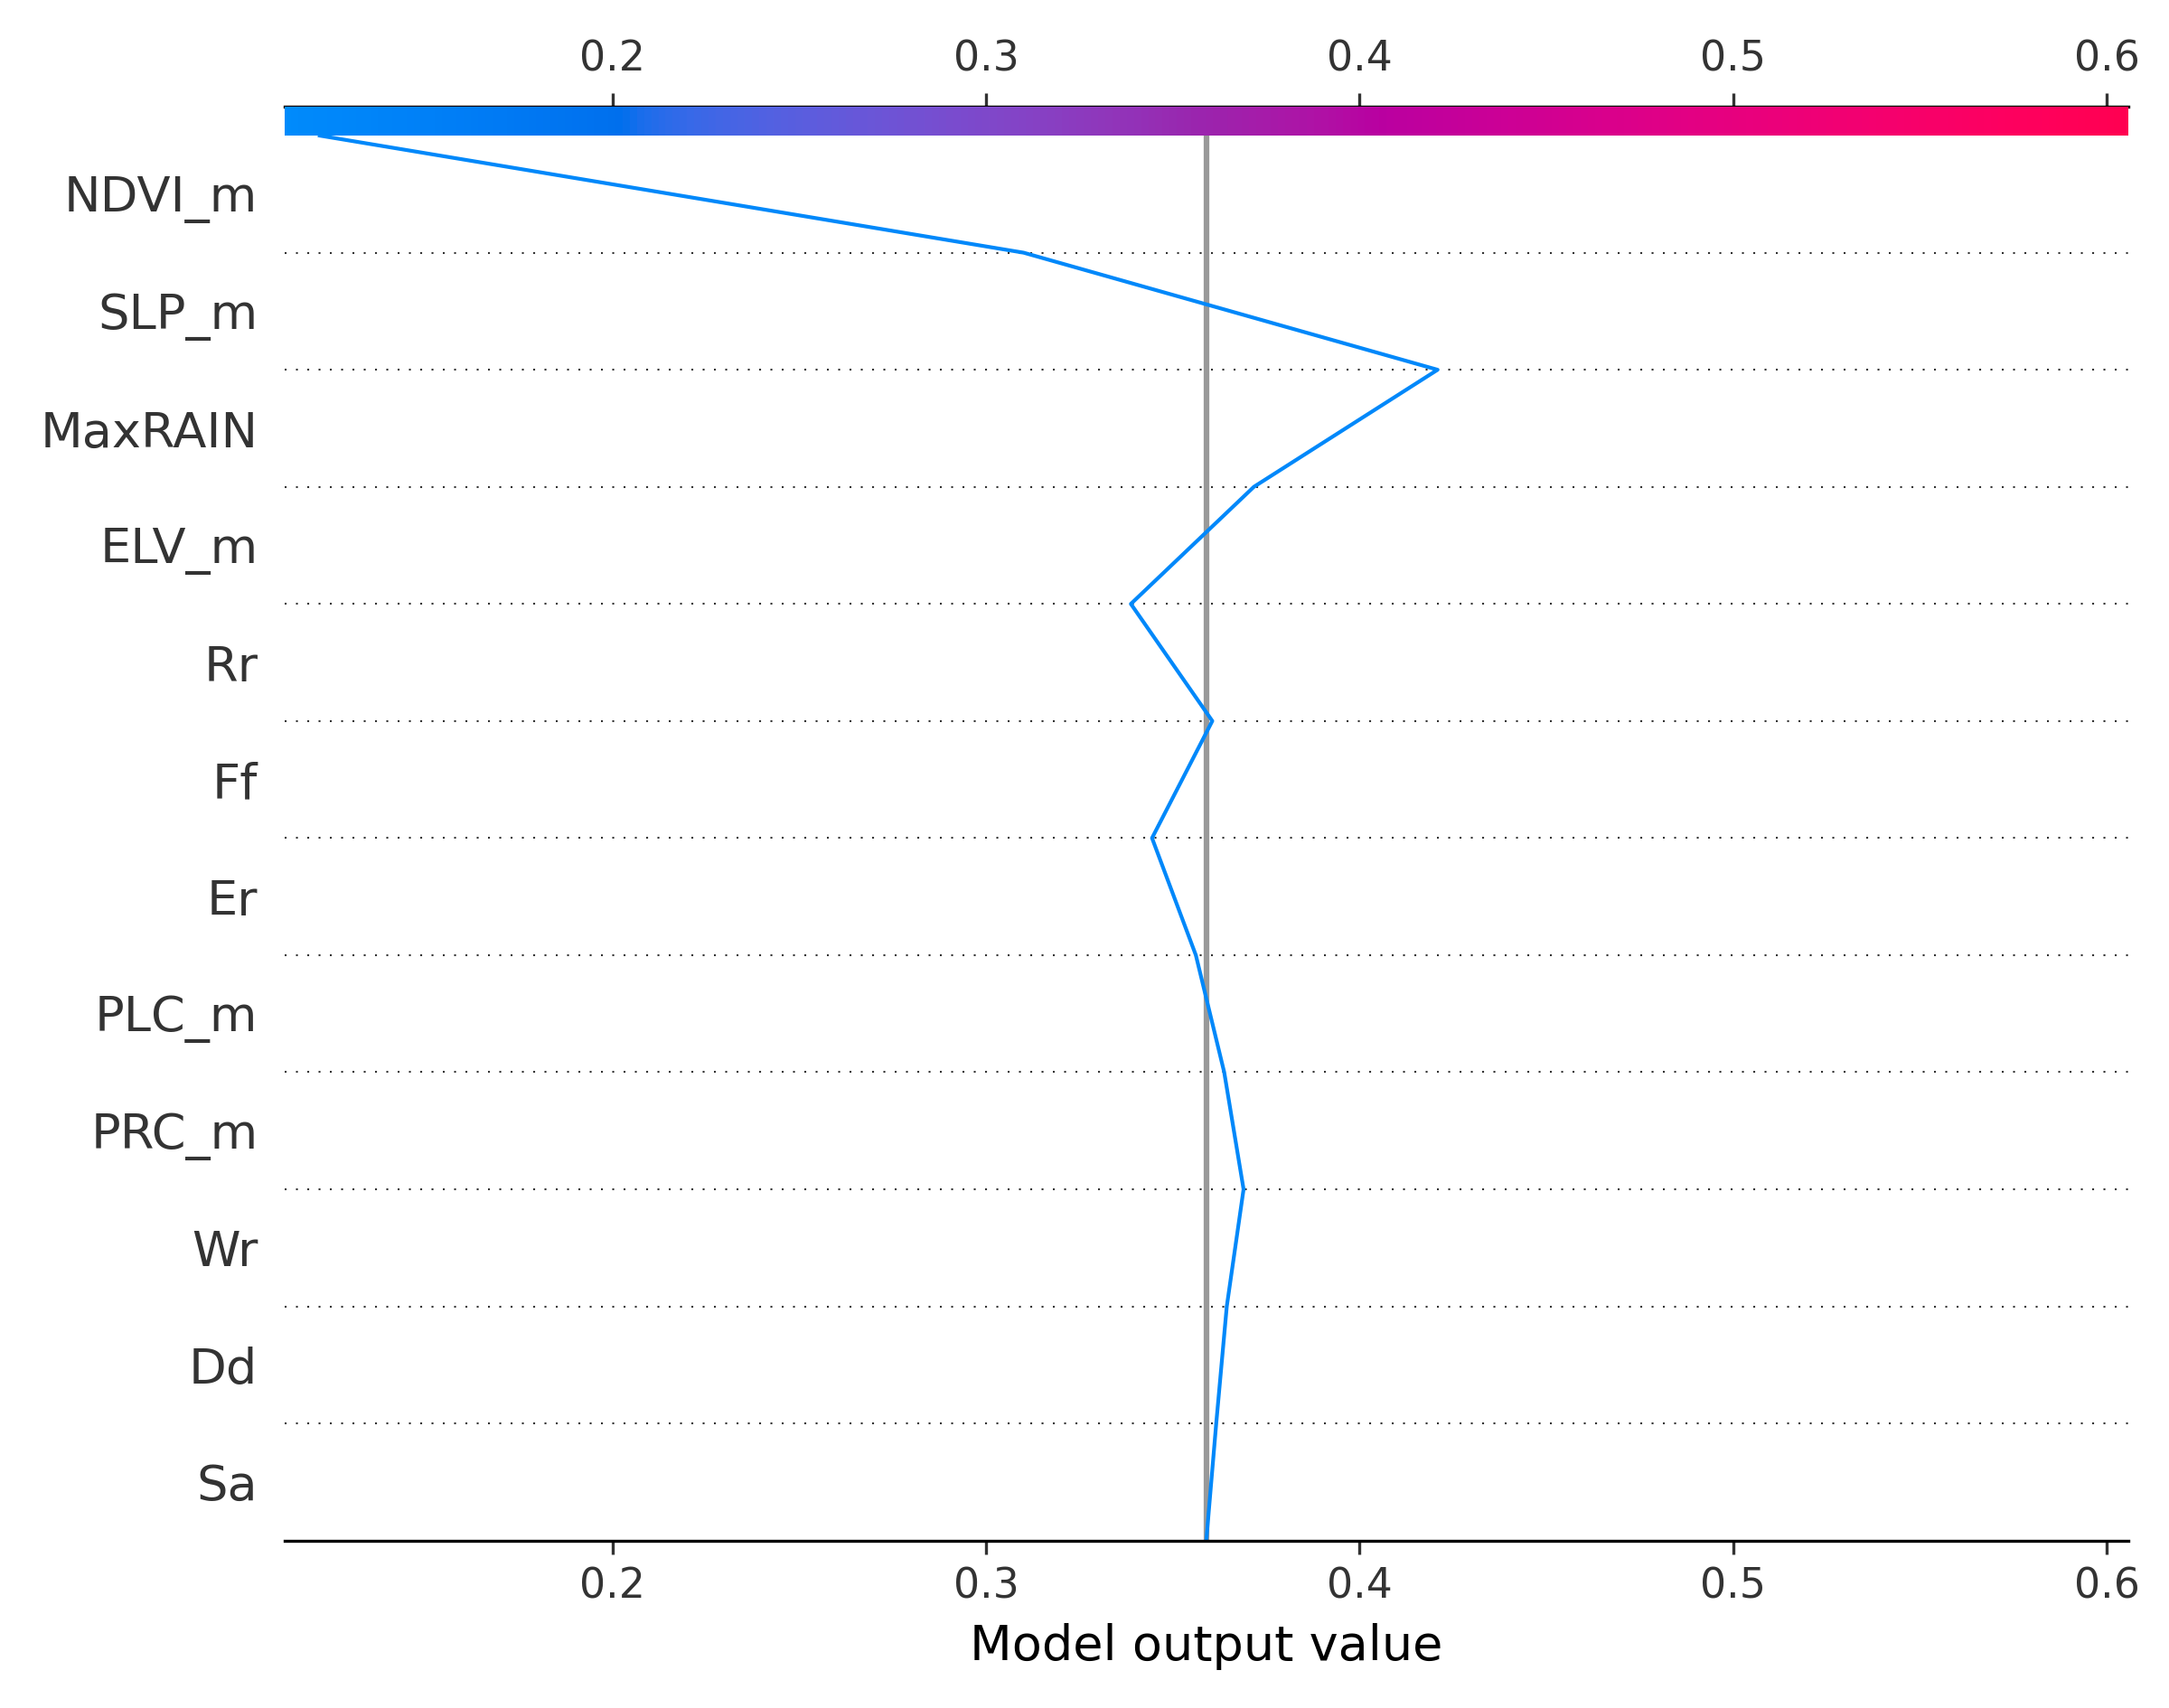 0.2 0.3 0.4 0.5 0.6
NDVI_m
SLP_m
MaxRAIN
ELV_m
Rr
Ff
Er
PLC_m
PRC_m
Wr
Dd
Sa
0.2 0.3 0.4 0.5 0.6
Model output value